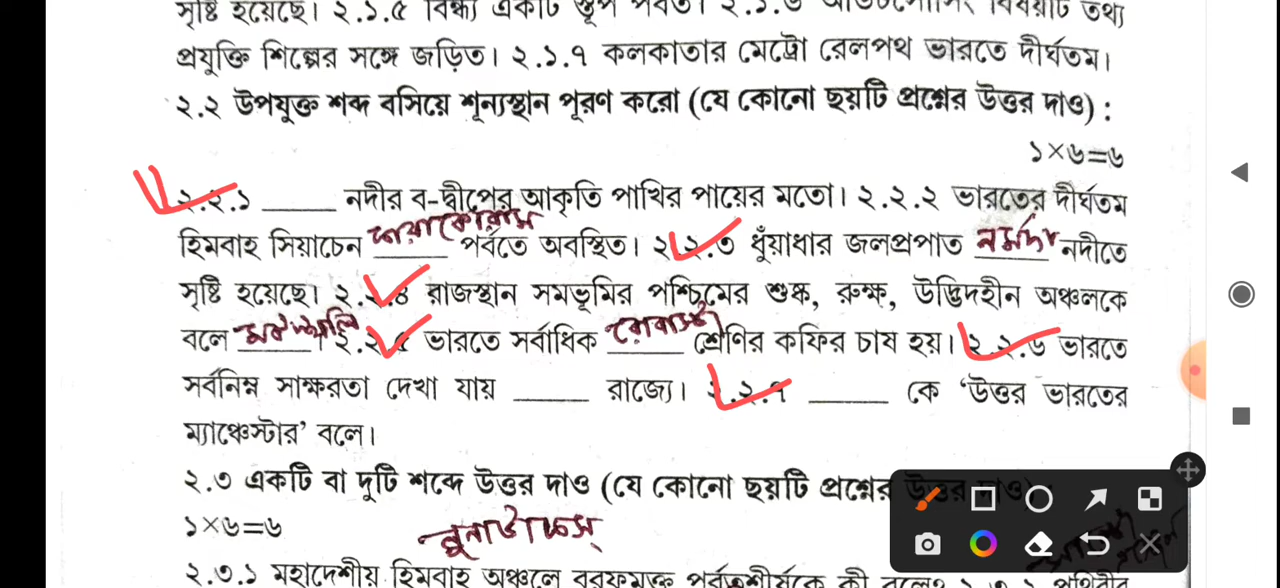 সৃষ্টি হয়েছে। ২.১.৫ বিন্ধ্য একটি স্তূপ পর্বত। ২.১.৬ আউটসোর্সিং বিষয়টি তথ্য
প্রযুক্তি শিল্পের সঙ্গে জড়িত। ২.১.৭ কলকাতার মেট্রো রেলপথ ভারতে দীর্ঘতম।
২.২ উপযুক্ত শব্দ বসিয়ে শূন্যস্থান পূরণ করো (যে কোনো ছয়টি প্রশ্নের উত্তর দাও) :
১×৬=৬
২.২.১ _____ নদীর ব-দ্বীপের আকৃতি পাখির পায়ের মতো। ২.২.২ ভারতের দীর্ঘতম
হিমবাহ সিয়াচেন _____ পর্বতে অবস্থিত। ২.২.৩ ধুঁয়াধার জলপ্রপাত নর্মদা নদীতে
সৃষ্টি হয়েছে। ২.২.৪ রাজস্থান সমভূমির পশ্চিমের শুষ্ক, রুক্ষ, উদ্ভিদহীন অঞ্চলকে
বলে মরুস্থলি। ২.২.৫ ভারতে সর্বাধিক রোবাস্টা শ্রেণির কফির চাষ হয়। ২.২.৬ ভারতে
সর্বনিম্ন সাক্ষরতা দেখা যায় _____ রাজ্যে। ২.২.৭ _____ কে ‘উত্তর ভারতের
ম্যাঞ্চেস্টার’ বলে।
২.৩ একটি বা দুটি শব্দে উত্তর দাও (যে কোনো ছয়টি প্রশ্নের উত্তর দাও) :
১×৬=৬ নুনাটাকস্
২.৩.১ মহাদেশীয় হিমবাহ অঞ্চলে বরফমুক্ত পর্বতশীর্ষকে কী বলে?